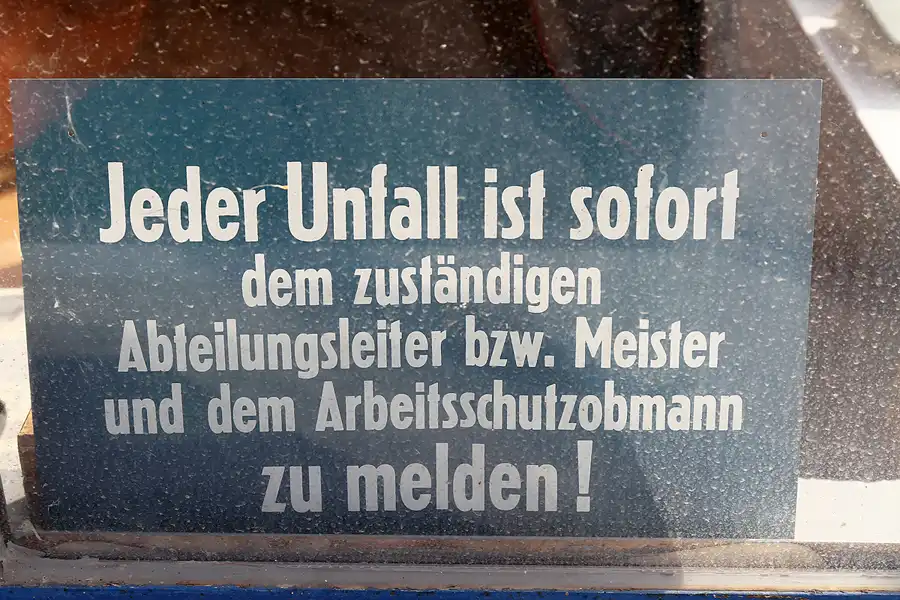 Jeder Unfall ist sofort
dem zuständigen
Abteilungsleiter bzw. Meister
und dem Arbeitsschutzobmann
zu melden!